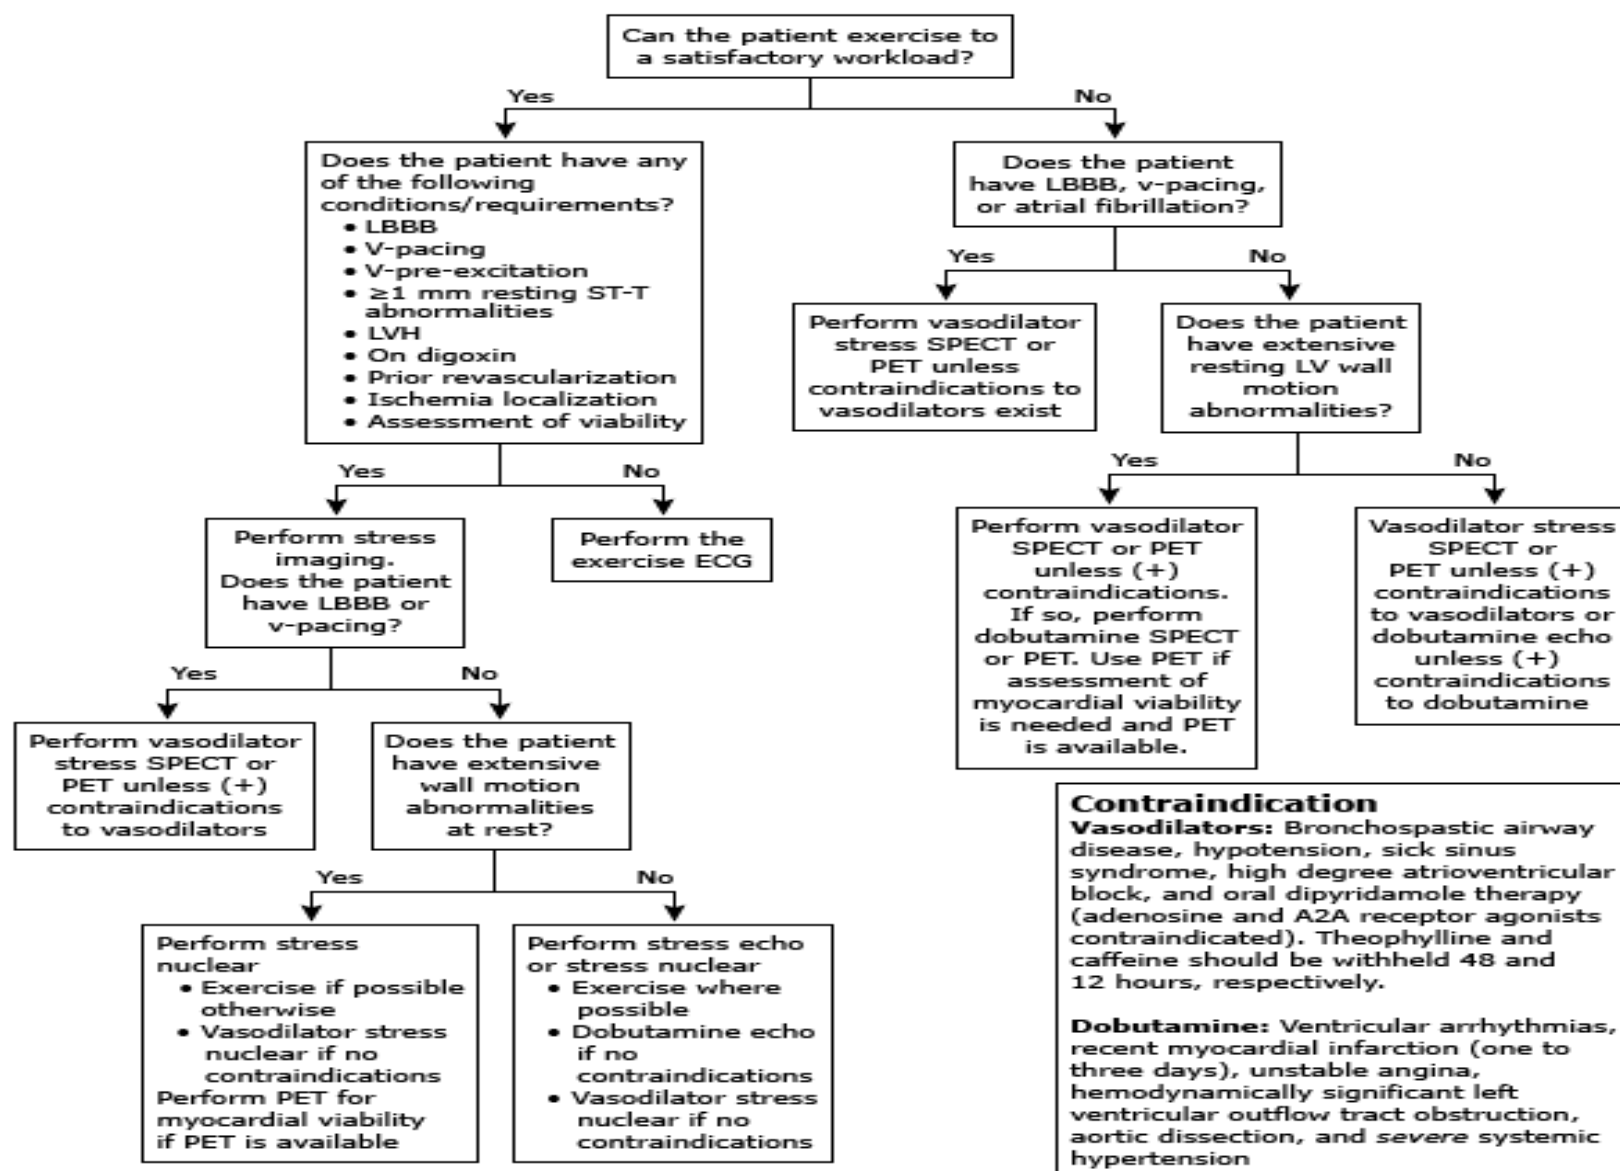 Can the patient exercise to
a satisfactory workload?
Yes
No
Does the patient have any
of the following
conditions/requirements?
• LBBB
• V-pacing
• V-pre-excitation
• ≥1 mm resting ST-T
abnormalities
• LVH
• On digoxin
• Prior revascularization
• Ischemia localization
• Assessment of viability
Does the patient
have LBBB, v-pacing,
or atrial fibrillation?
Yes
No
Perform vasodilator
stress SPECT or
PET unless
contraindications to
vasodilators exist
Does the patient
have extensive
resting LV wall
motion
abnormalities?
Yes
No
Perform stress
imaging.
Does the patient
have LBBB or
v-pacing?
Perform the
exercise ECG
Yes
No
Perform vasodilator
SPECT or PET
unless (+)
contraindications.
If so, perform
dobutamine SPECT
or PET. Use PET if
assessment of
myocardial viability
is needed and PET
is available.
Vasodilator stress
SPECT or
PET unless (+)
contraindications
to vasodilators or
dobutamine echo
unless (+)
contraindications
to dobutamine
Yes
No
Perform vasodilator
stress SPECT or
PET unless (+)
contraindications
to vasodilators
Does the patient
have extensive
wall motion
abnormalities
at rest?
Yes
No
Perform stress
nuclear
• Exercise if possible
otherwise
• Vasodilator stress
nuclear if no
contraindications
Perform PET for
myocardial viability
if PET is available
Perform stress echo
or stress nuclear
• Exercise where
possible
• Dobutamine echo
if no
contraindications
• Vasodilator stress
nuclear if no
contraindications
Contraindication
Vasodilators: Bronchospastic airway
disease, hypotension, sick sinus
syndrome, high degree atrioventricular
block, and oral dipyridamole therapy
(adenosine and A2A receptor agonists
contraindicated). Theophylline and
caffeine should be withheld 48 and
12 hours, respectively.
Dobutamine: Ventricular arrhythmias,
recent myocardial infarction (one to
three days), unstable angina,
hemodynamically significant left
ventricular outflow tract obstruction,
aortic dissection, and severe systemic
hypertension